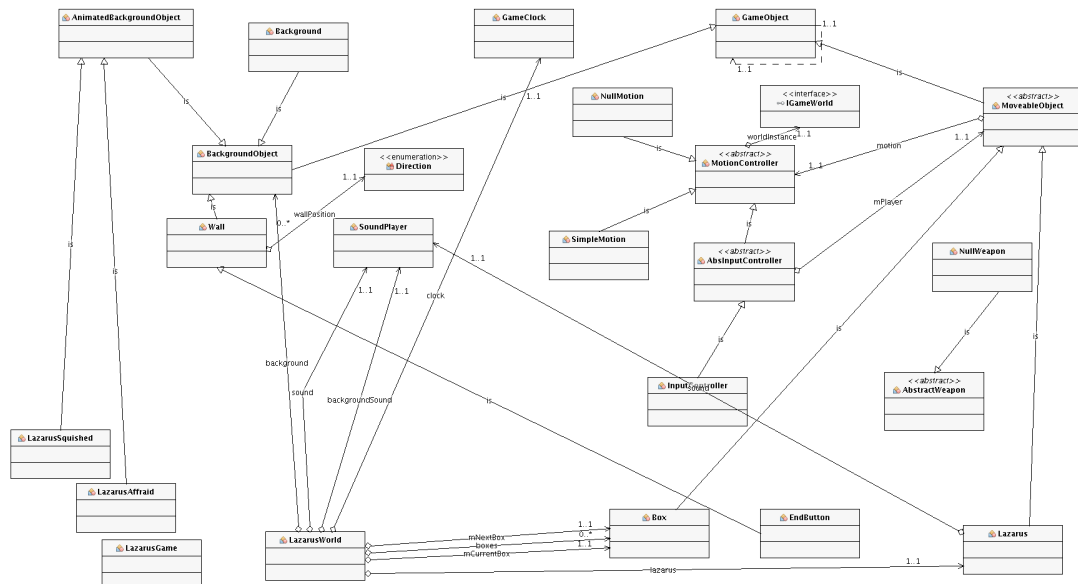 AnimatedBackgroundObject
Background
GameClock
GameObject
1..1
1..1
is
is
is
is
1..1
NullMotion
<<interface>>
IGameWorld
<<abstract>>
MoveableObject
worldInstance
1..1
1..1
BackgroundObject
<<enumeration>>
Direction
is
<<abstract>>
MotionController
motion
1..1
1..1
is
wallPosition
0..*
is
mPlayer
Wall
SoundPlayer
is
SimpleMotion
<<abstract>>
AbsInputController
NullWeapon
is
is
1..1
1..1
1..1
clock
is
is
is
is
background
<<abstract>>
AbstractWeapon
InputController
sound
sound
backgroundSound
is
LazarusSquished
LazarusAffraid
LazarusWorld
Box
EndButton
Lazarus
LazarusGame
mNextBox
1..1
boxes
0..*
mCurrentBox
1..1
lazarus
1..1